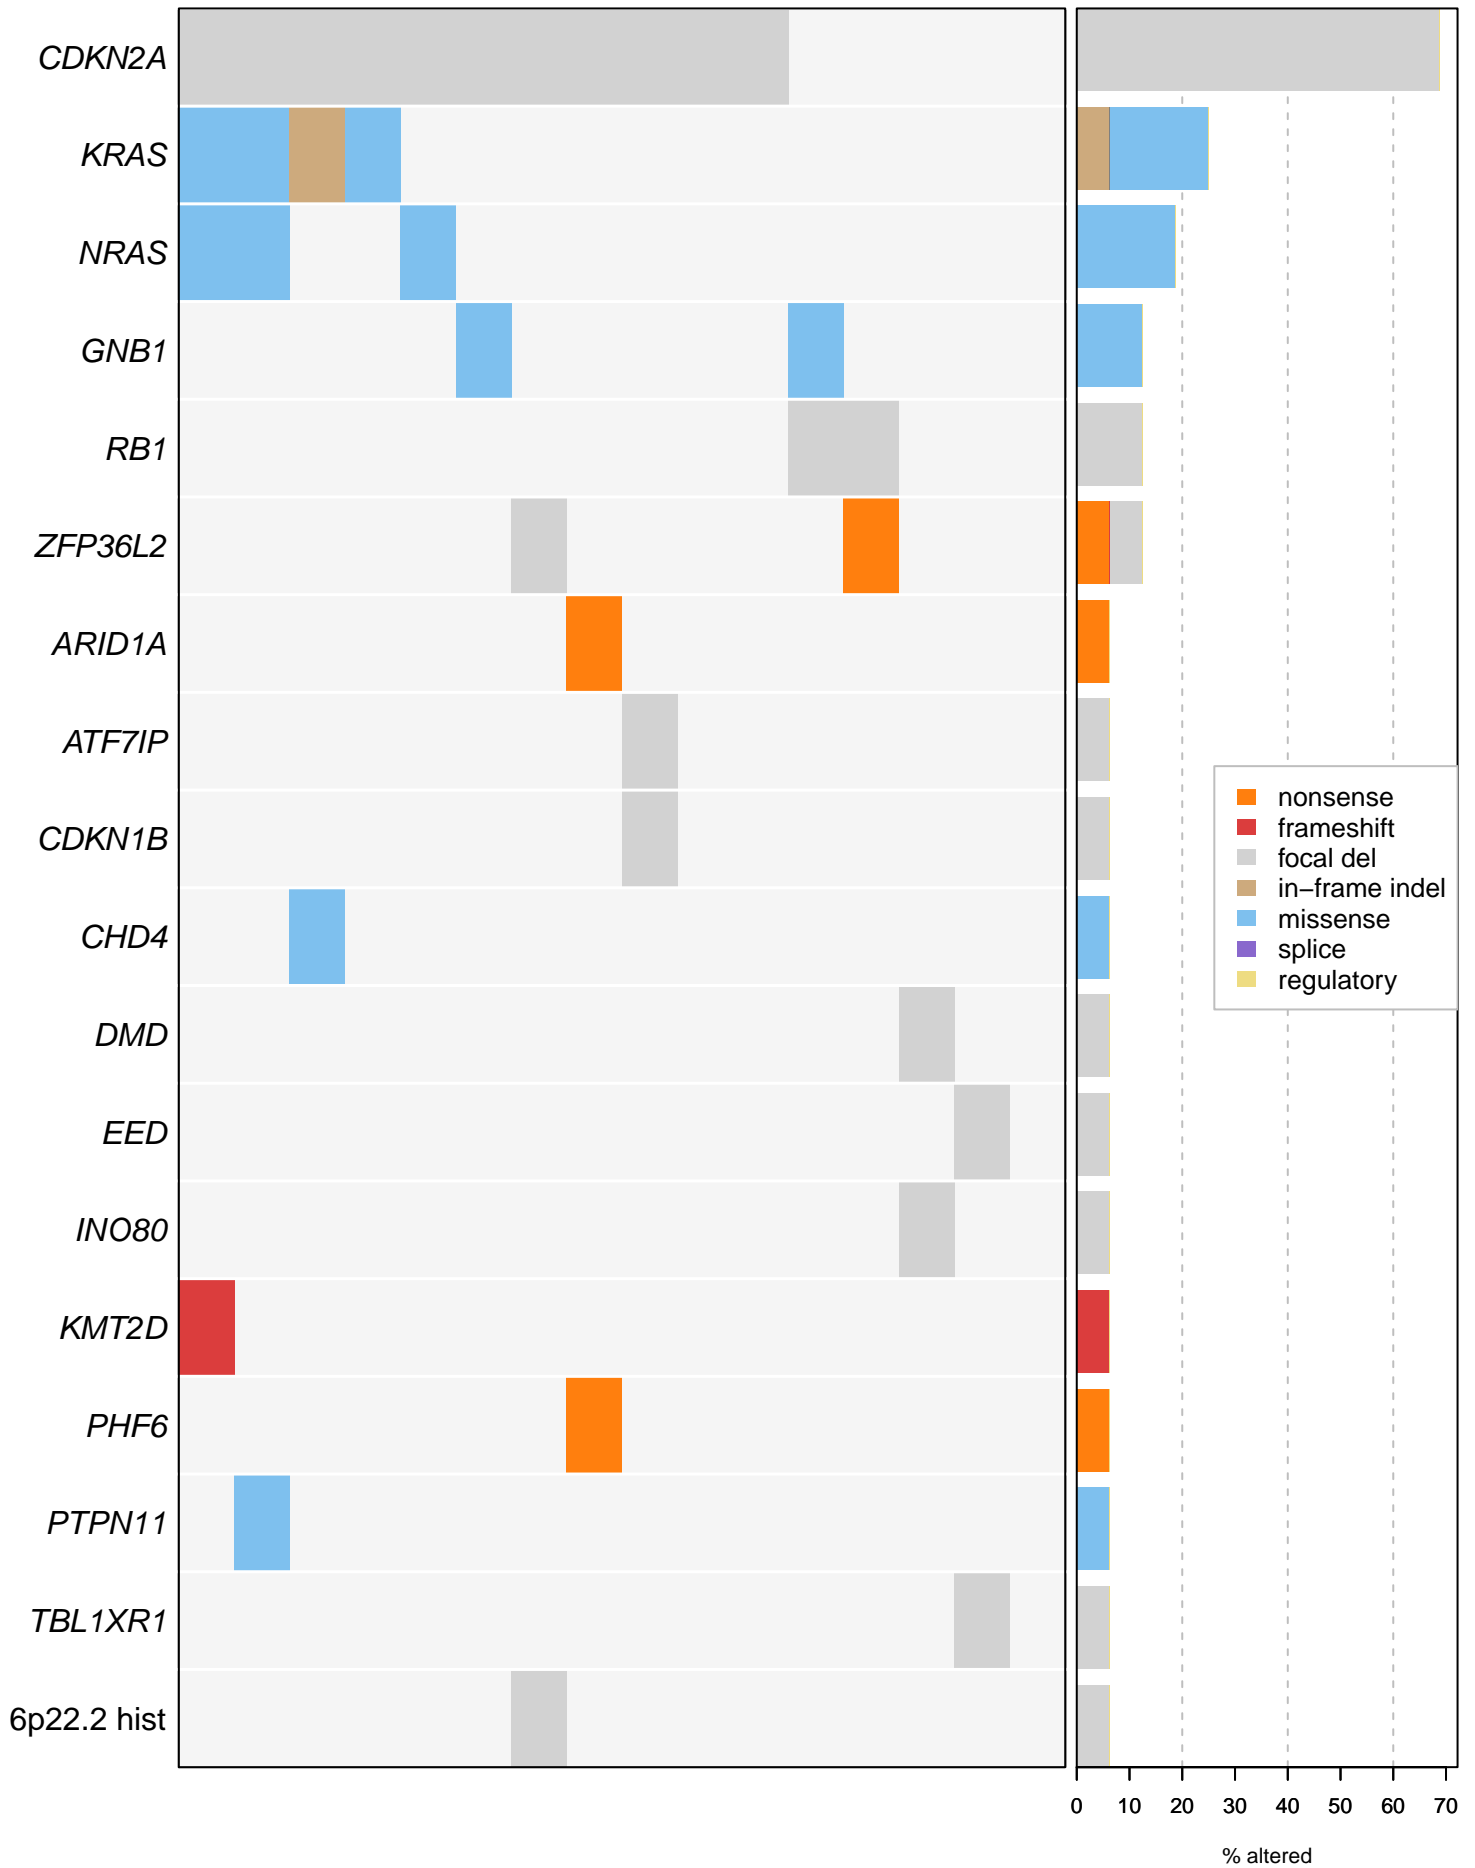 CDKN2A
KRAS
NRAS
GNB1
RB1
ZFP36L2
ARID1A
ATF7IP
CDKN1B
CHD4
DMD
EED
INO80
KMT2D
PHF6
PTPN11
TBL1XR1
6p22.2 hist
nonsense
frameshift
focal del
in−frame indel
missense
splice
regulatory
0 10 20 30 40 50 60 70
% altered